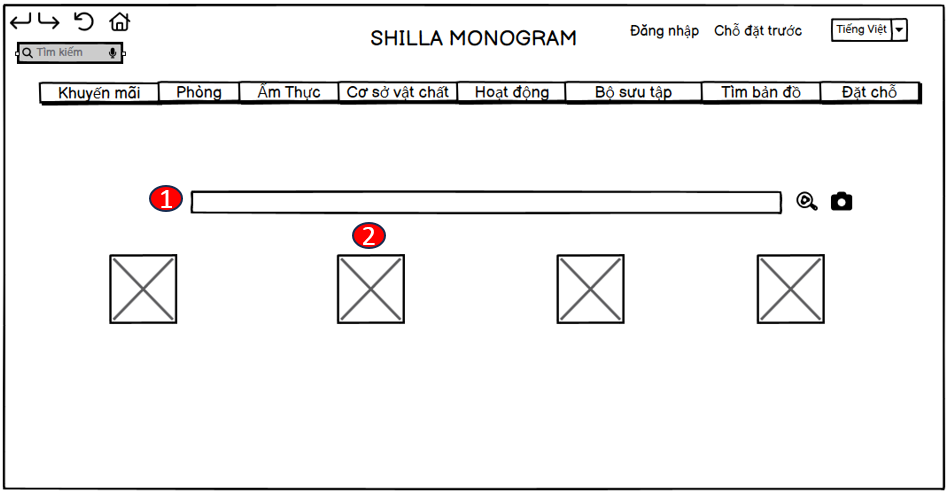 Tìm kiếm
SHILLA MONOGRAM
Đăng nhập
Chỗ đặt trước
Tiếng Việt
Khuyến mãi
Phòng
Ẩm Thực
Cơ sở vật chất
Hoạt động
Bộ sưu tập
Tìm bản đồ
Đặt chỗ
1
2